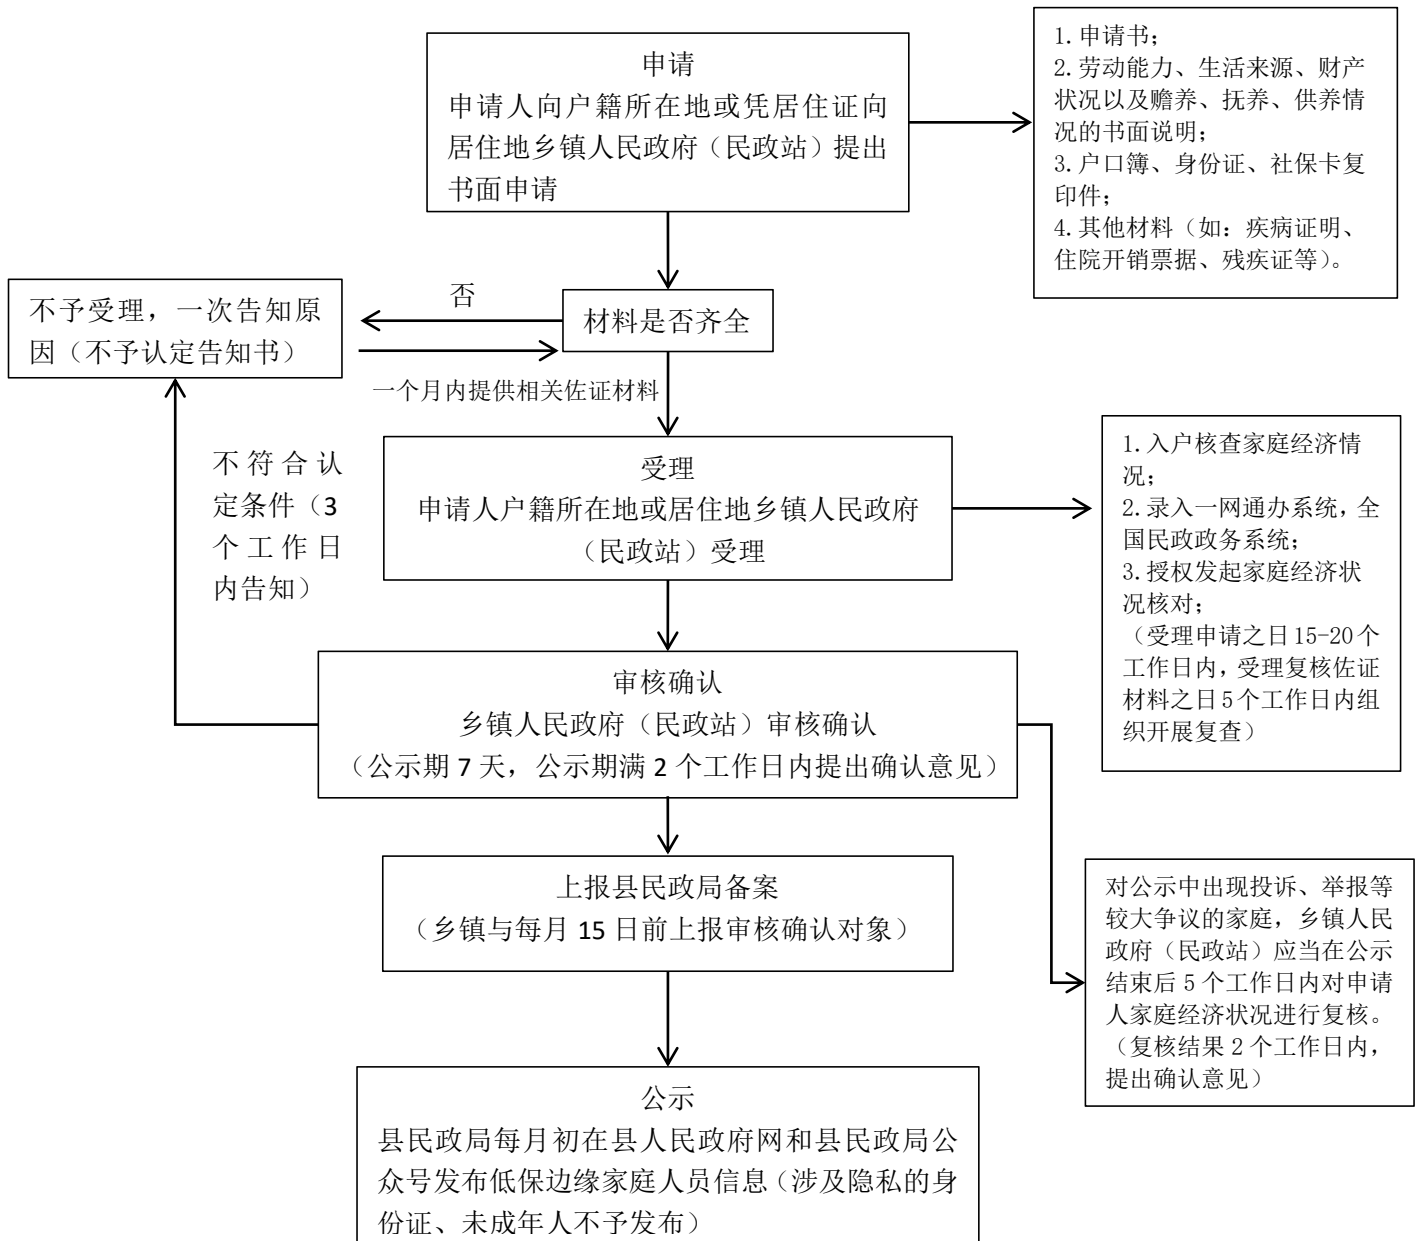 申请
申请人向户籍所在地或凭居住证向
居住地乡镇人民政府（民政站）提出
书面申请
1.申请书；
2.劳动能力、生活来源、财产
状况以及赡养、抚养、供养情
况的书面说明；
3.户口簿、身份证、社保卡复
印件；
4.其他材料（如：疾病证明、
住院开销票据、残疾证等）。
不予受理，一次告知原
因（不予认定告知书）
否
材料是否齐全
一个月内提供相关佐证材料
不符合认
定条件（3
个工作日
内告知）
受理
申请人户籍所在地或居住地乡镇人民政府
（民政站）受理
1.入户核查家庭经济情
况；
2.录入一网通办系统，全
国民政政务系统；
3.授权发起家庭经济状
况核对；
（受理申请之日15-20个
工作日内，受理复核佐证
材料之日5个工作日内组
织开展复查）
审核确认
乡镇人民政府（民政站）审核确认
（公示期 7 天，公示期满 2 个工作日内提出确认意见）
上报县民政局备案
（乡镇与每月 15 日前上报审核确认对象）
对公示中出现投诉、举报等
较大争议的家庭，乡镇人民
政府（民政站）应当在公示
结束后 5 个工作日内对申请
人家庭经济状况进行复核。
（复核结果 2 个工作日内，
提出确认意见）
公示
县民政局每月初在县人民政府网和县民政局公
众号发布低保边缘家庭人员信息（涉及隐私的身
份证、未成年人不予发布）